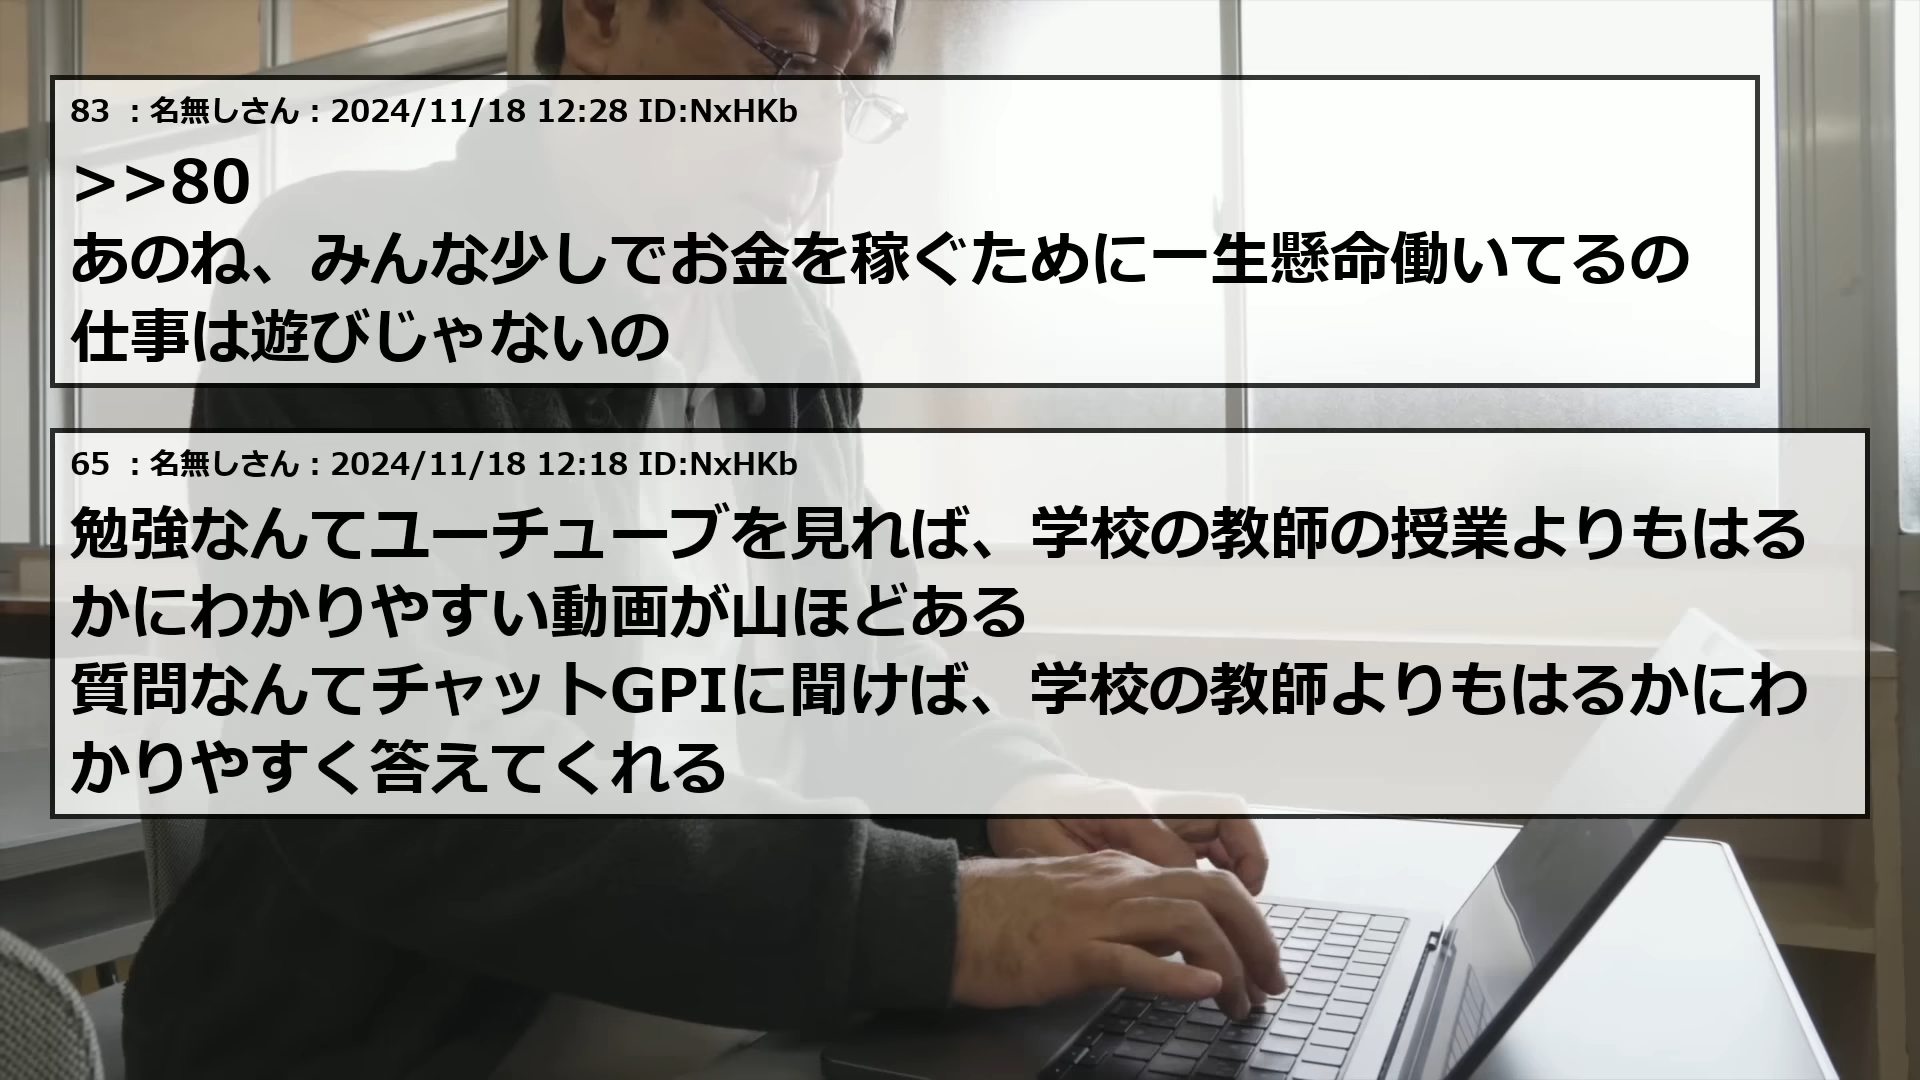 83 ：名無しさん：2024/11/18 12:28 ID:NxHKb
>>80
あのね、みんな少しでお金を稼ぐために一生懸命働いてるの
仕事は遊びじゃないの
65 ：名無しさん：2024/11/18 12:18 ID:NxHKb
勉強なんてユーチューブを見れば、学校の教師の授業よりもはる
かにわかりやすい動画が山ほどある
質問なんてチャットGPIに聞けば、学校の教師よりもはるかにわ
かりやすく答えてくれる